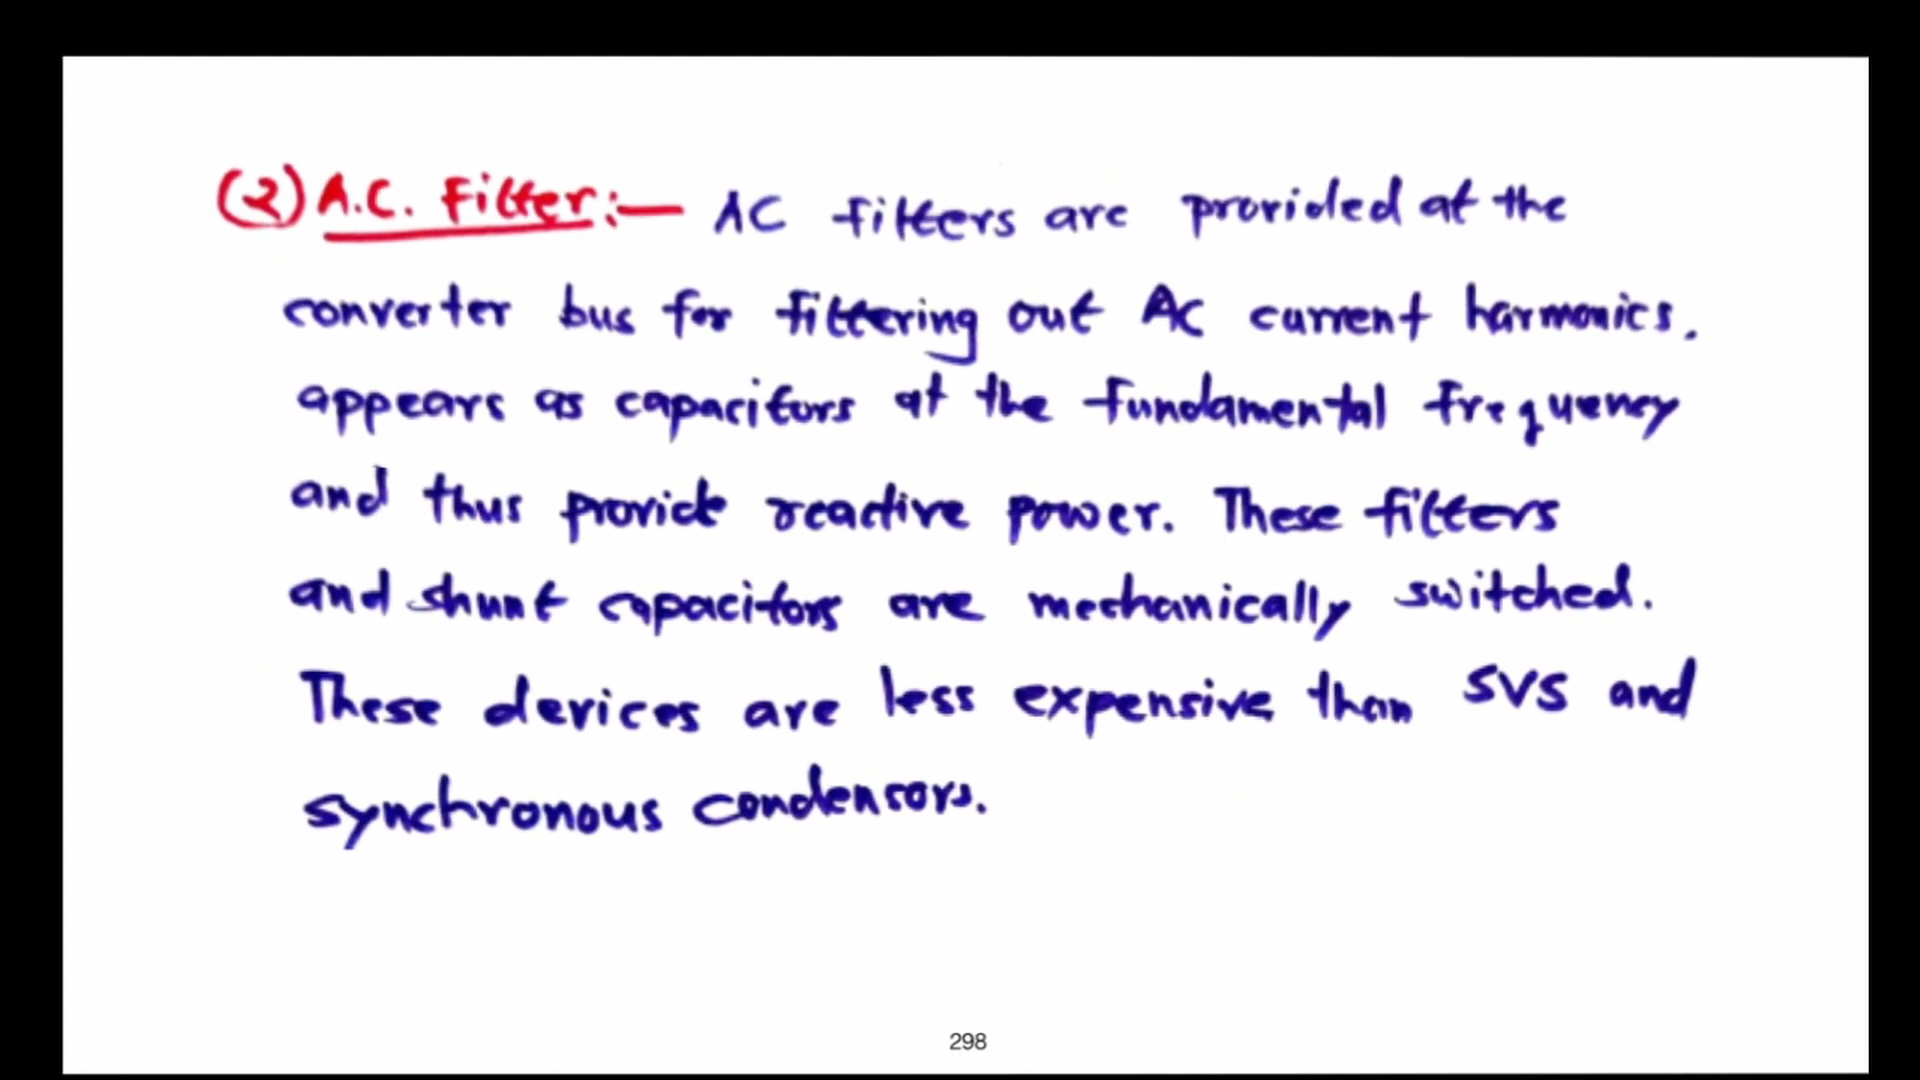 (2) A.C. Filter:— AC filters are provided at the
converter bus for filtering out AC current harmonics.
appears as capacitors at the fundamental frequency
and thus provide reactive power. These filters
and shunt capacitors are mechanically switched.
These devices are less expensive than SVS and
synchronous condensors.
298